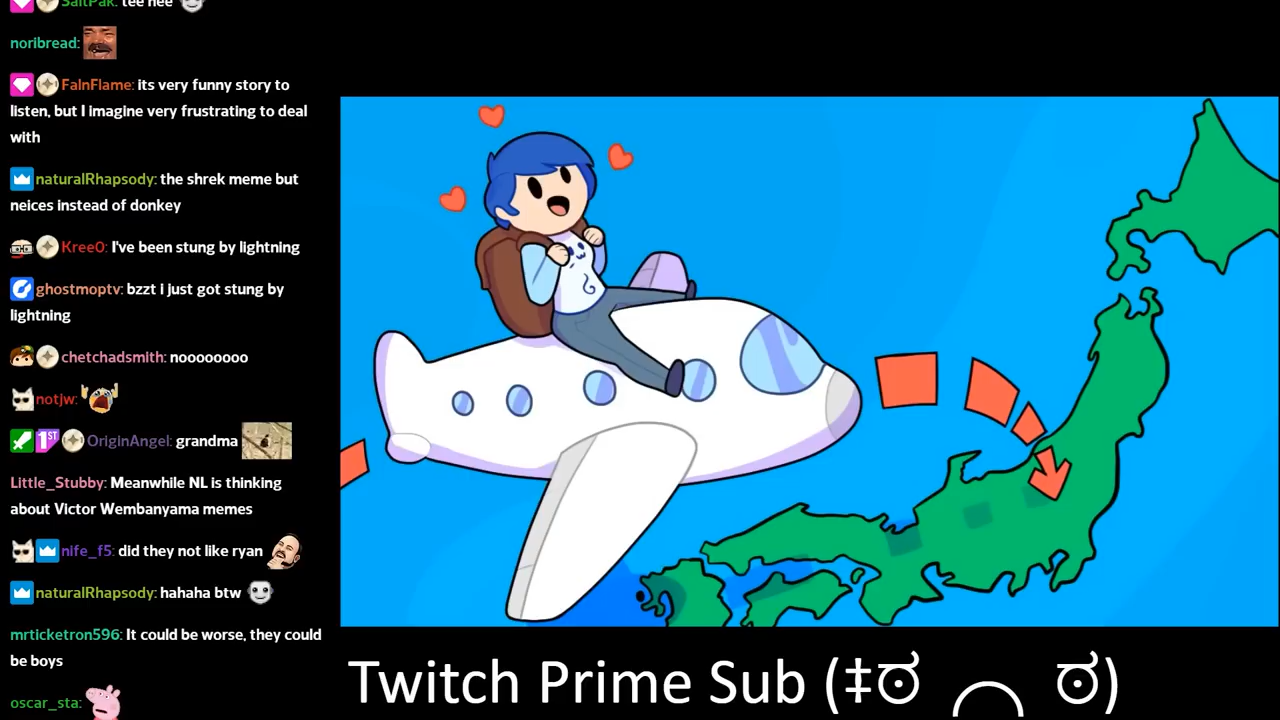 SaltPak: tee hee
noribread:
FalnFlame: its very funny story to
listen, but I imagine very frustrating to deal
with
naturalRhapsody: the shrek meme but
neices instead of donkey
Kree0: I've been stung by lightning
ghostmoptv: bzzt i just got stung by
lightning
chetchadsmith: noooooooo
notjw:
1ST OriginAngel: grandma
Little_Stubby: Meanwhile NL is thinking
about Victor Wembanyama memes
nife_f5: did they not like ryan
naturalRhapsody: hahaha btw
mrticketron596: It could be worse, they could
be boys
oscar_sta:
Twitch Prime Sub (‡ಠ ⁀ ಠ)